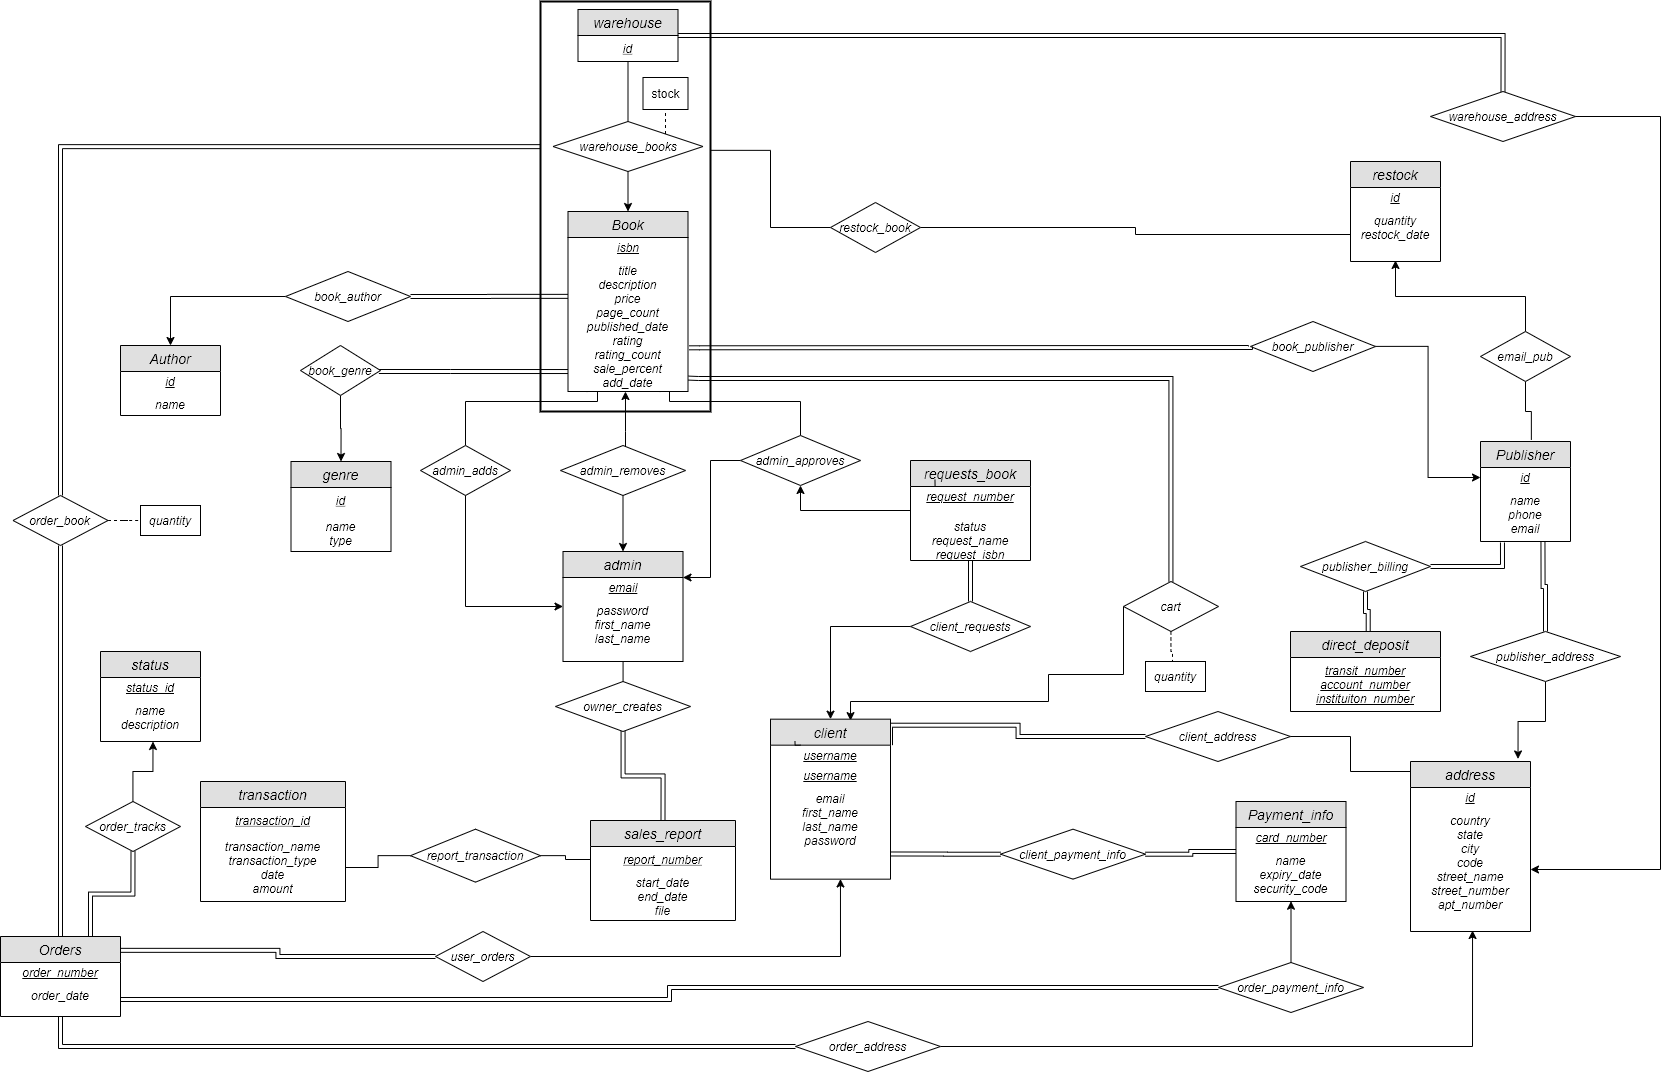 warehouse
id
stock
warehouse_books
warehouse_address
restock
id
quantity
restock_date
restock_book
Book
isbn
title
description
price
page_count
published_date
rating
rating_count
sale_percent
add_date
book_author
Author
id
name
book_genre
genre
id
name
type
book_publisher
email_pub
Publisher
id
name
phone
email
admin_adds
admin_removes
admin_approves
requests_book
request_number
status
request_name
request_isbn
order_book
quantity
admin
email
password
first_name
last_name
publisher_billing
direct_deposit
transit_number
account_number
instituiton_number
publisher_address
cart
quantity
client_requests
status
status_id
name
description
owner_creates
client
username
username
email
first_name
last_name
password
client_address
address
id
country
state
city
code
street_name
street_number
apt_number
order_tracks
transaction
transaction_id
transaction_name
transaction_type
date
amount
report_transaction
sales_report
report_number
start_date
end_date
file
client_payment_info
Payment_info
card_number
name
expiry_date
security_code
Orders
order_number
order_date
user_orders
order_payment_info
order_address